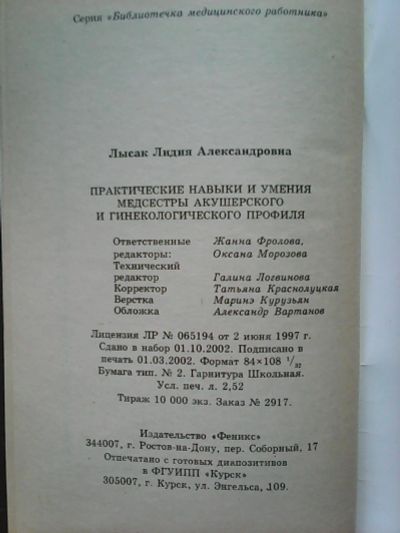 Серия «Библиотечка медицинского работника»
Лысак Лидия Александровна
ПРАКТИЧЕСКИЕ НАВЫКИ И УМЕНИЯ
МЕДСЕСТРЫ АКУШЕРСКОГО
И ГИНЕКОЛОГИЧЕСКОГО ПРОФИЛЯ
Ответственные Жанна Фролова,
редакторы: Оксана Морозова
Технический
редактор Галина Логвинова
Корректор Татьяна Краснолуцкая
Верстка Маринэ Курузьян
Обложка Александр Вартанов
Лицензия ЛР № 065194 от 2 июня 1997 г.
Сдано в набор 01.10.2002. Подписано в
печать 01.03.2002. Формат 84×108 1/32
Бумага тип. № 2. Гарнитура Школьная.
Усл. печ. л. 2,52
Тираж 10 000 экз. Заказ № 2917.
Издательство «Феникс»
344007, г. Ростов-на-Дону, пер. Соборный, 17
Отпечатано с готовых диапозитивов
в ФГУИПП «Курск»
305007, г. Курск, ул. Энгельса, 109.